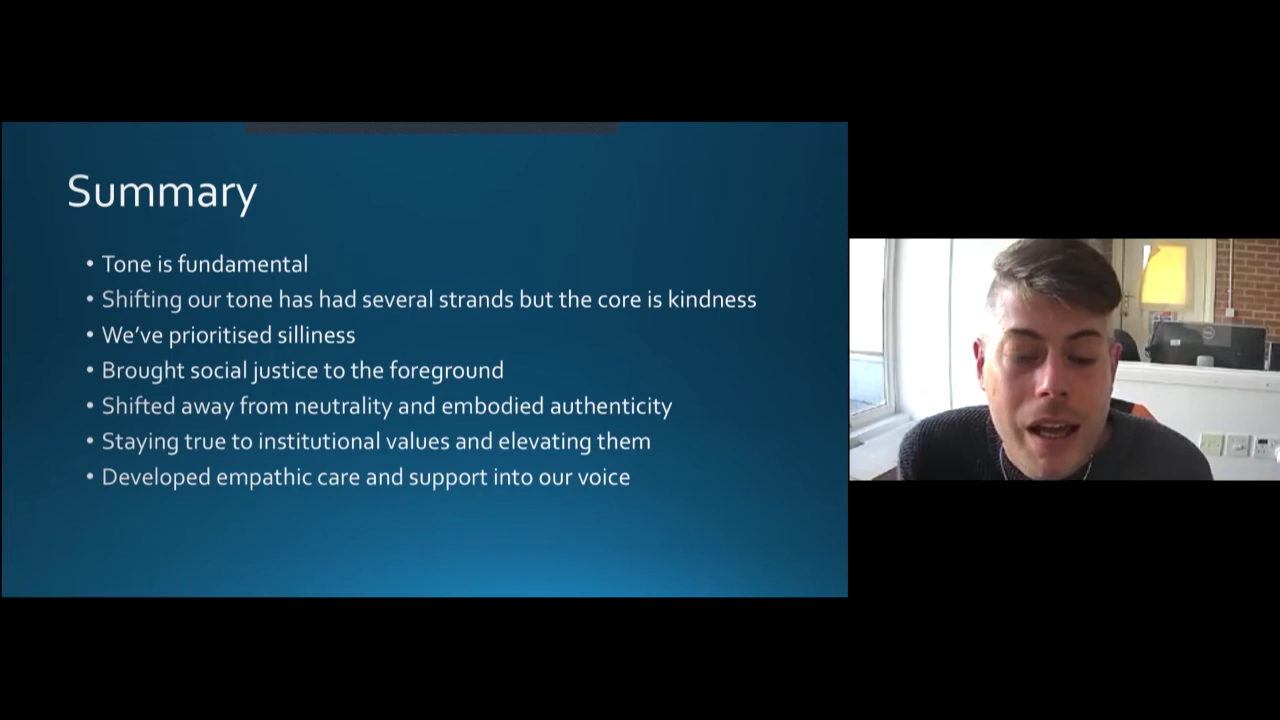 Summary
• Tone is fundamental
• Shifting our tone has had several strands but the core is kindness
• We've prioritised silliness
• Brought social justice to the foreground
• Shifted away from neutrality and embodied authenticity
• Staying true to institutional values and elevating them
• Developed empathic care and support into our voice